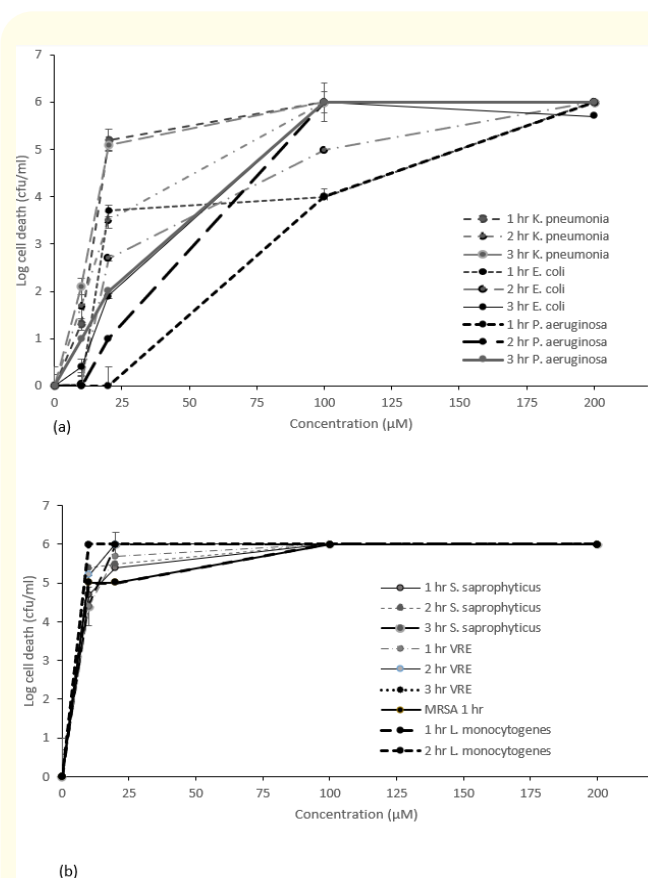 7
6
5
4
3
2
1
0
Log cell death (cfu/ml)
0 25 50 75 100 125 150 175 200
Concentration (µM)
1 hr K. pneumonia
2 hr K. pneumonia
3 hr K. pneumonia
1 hr E. coli
2 hr E. coli
3 hr E. coli
1 hr P. aeruginosa
2 hr P. aeruginosa
3 hr P. aeruginosa
(a)
7
6
5
4
3
2
1
0
Log cell death (cfu/ml)
0 25 50 75 100 125 150 175 200
Concentration (µM)
1 hr S. saprophyticus
2 hr S. saprophyticus
3 hr S. saprophyticus
1 hr VRE
2 hr VRE
3 hr VRE
MRSA 1 hr
1 hr L. monocytogenes
2 hr L. monocytogenes
(b)